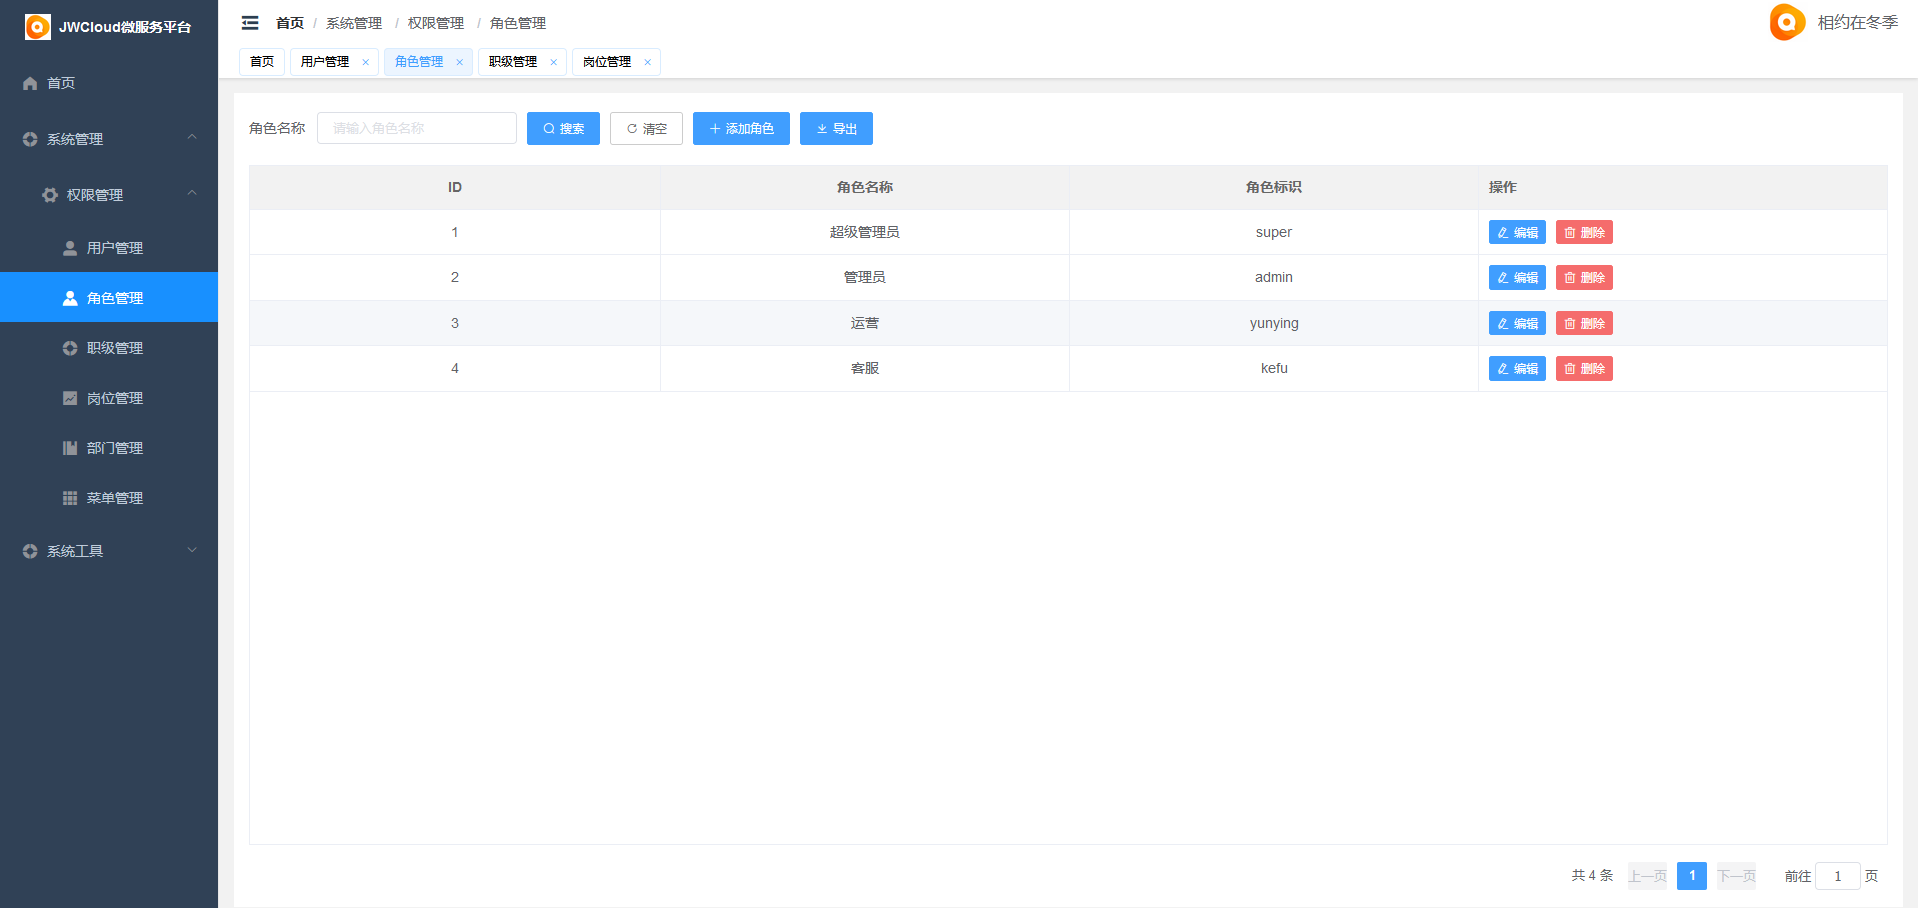 JWCloud微服务平台
首页
系统管理
权限管理
用户管理
角色管理
职级管理
岗位管理
部门管理
菜单管理
系统工具
首页 / 系统管理 / 权限管理 / 角色管理
相约在冬季
首页 用户管理 × 角色管理 × 职级管理 × 岗位管理 ×
角色名称 请输入角色名称 搜索 清空 + 添加角色 导出
ID 角色名称 角色标识 操作
1 超级管理员 super 编辑 删除
2 管理员 admin 编辑 删除
3 运营 yunying 编辑 删除
4 客服 kefu 编辑 删除
共 4 条 上一页 1 下一页 前往 1 页